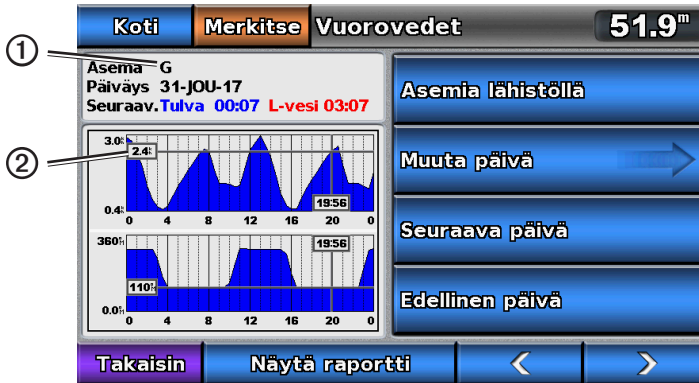 Koti Merkitse Vuorovedet 51.9m
① Asema G
Päiväys 31-JOU-17
Seuraav. Tulva 00:07 L-vesi 03:07
Asemia lähistöllä
② 3.0
2.4
0.4
19:56
0 4 8 12 16 20 0
Muuta päivä
Seuraava päivä
360
19:56
110
0.0
0 4 8 12 16 20 0
Edellinen päivä
Takaisin Näytä raportti < >